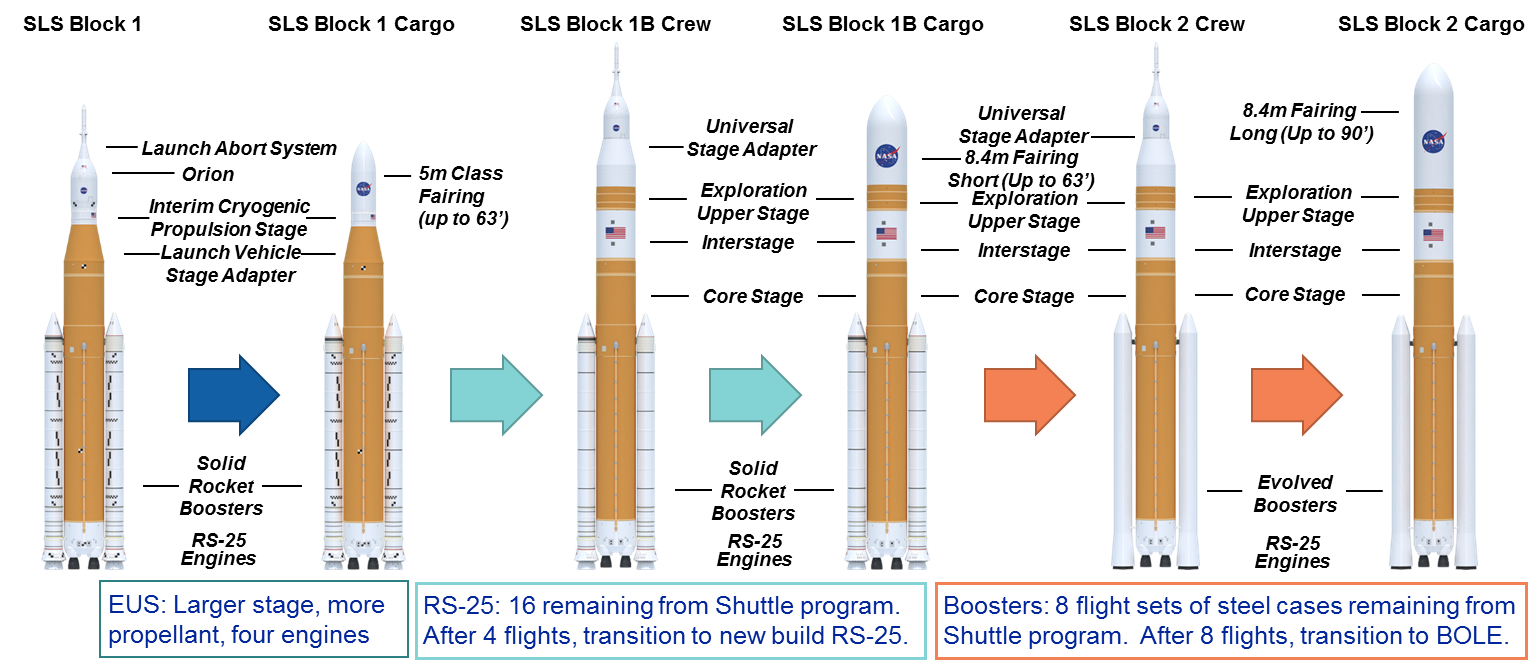 SLS Block 1
SLS Block 1 Cargo
SLS Block 1B Crew
SLS Block 1B Cargo
SLS Block 2 Crew
SLS Block 2 Cargo
Launch Abort System
Orion
Interim Cryogenic
Propulsion Stage
Launch Vehicle
Stage Adapter
Solid
Rocket
Boosters
RS-25
Engines
5m Class
Fairing
(up to 63')
NASA
Universal
Stage Adapter
Exploration
Upper Stage
Interstage
Core Stage
Solid
Rocket
Boosters
RS-25
Engines
NASA
8.4m Fairing
Short (Up to 63')
Universal
Stage Adapter
Exploration
Upper Stage
Interstage
Core Stage
8.4m Fairing
Long (Up to 90')
NASA
Exploration
Upper Stage
Interstage
Core Stage
Evolved
Boosters
RS-25
Engines
EUS: Larger stage, more
propellant, four engines
RS-25: 16 remaining from Shuttle program.
After 4 flights, transition to new build RS-25.
Boosters: 8 flight sets of steel cases remaining from
Shuttle program. After 8 flights, transition to BOLE.